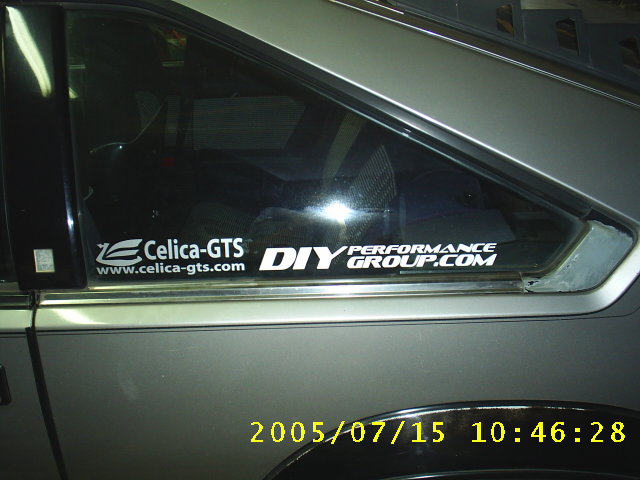 Celica-GTS
www.celica-gts.com
DIY PERFORMANCE
GROUP.COM
2005/07/15 10:46:28